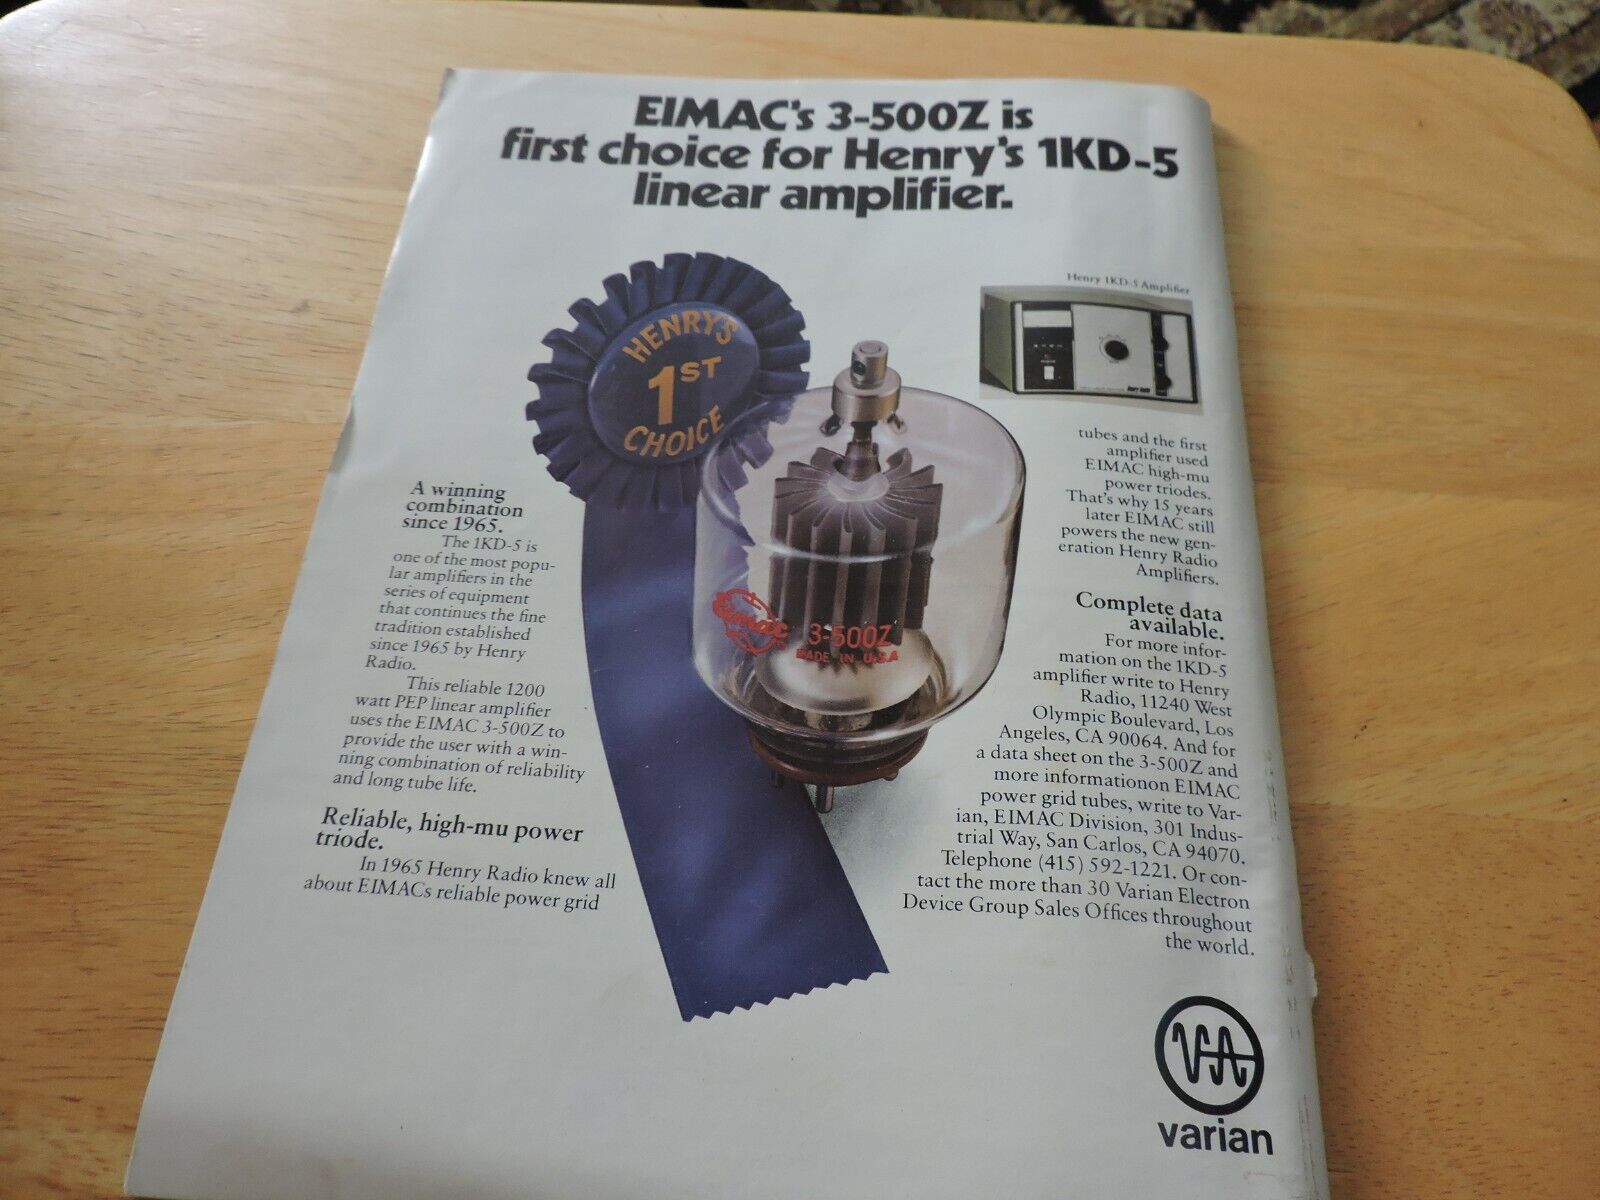 EIMAC's 3-500Z is
first choice for Henry's 1KD-5
linear amplifier.
HENRY'S
1ST
CHOICE
Henry 1KD-5 Amplifier
A winning
combination
since 1965.
The 1KD-5 is
one of the most popu-
lar amplifiers in the
series of equipment
that continues the fine
tradition established
since 1965 by Henry
Radio.
This reliable 1200
watt PEP linear amplifier
uses the EIMAC 3-500Z to
provide the user with a win-
ning combination of reliability
and long tube life.
Reliable, high-mu power
triode.
In 1965 Henry Radio knew all
about EIMACs reliable power grid
Eimac
3-500Z
MADE IN U.S.A
tubes and the first
amplifier used
EIMAC high-mu
power triodes.
That's why 15 years
later EIMAC still
powers the new gen-
eration Henry Radio
Amplifiers.
Complete data
available.
For more infor-
mation on the 1KD-5
amplifier write to Henry
Radio, 11240 West
Olympic Boulevard, Los
Angeles, CA 90064. And for
a data sheet on the 3-500Z and
more informationon EIMAC
power grid tubes, write to Var-
ian, EIMAC Division, 301 Indus-
trial Way, San Carlos, CA 94070.
Telephone (415) 592-1221. Or con-
tact the more than 30 Varian Electron
Device Group Sales Offices throughout
the world.
VA
varian